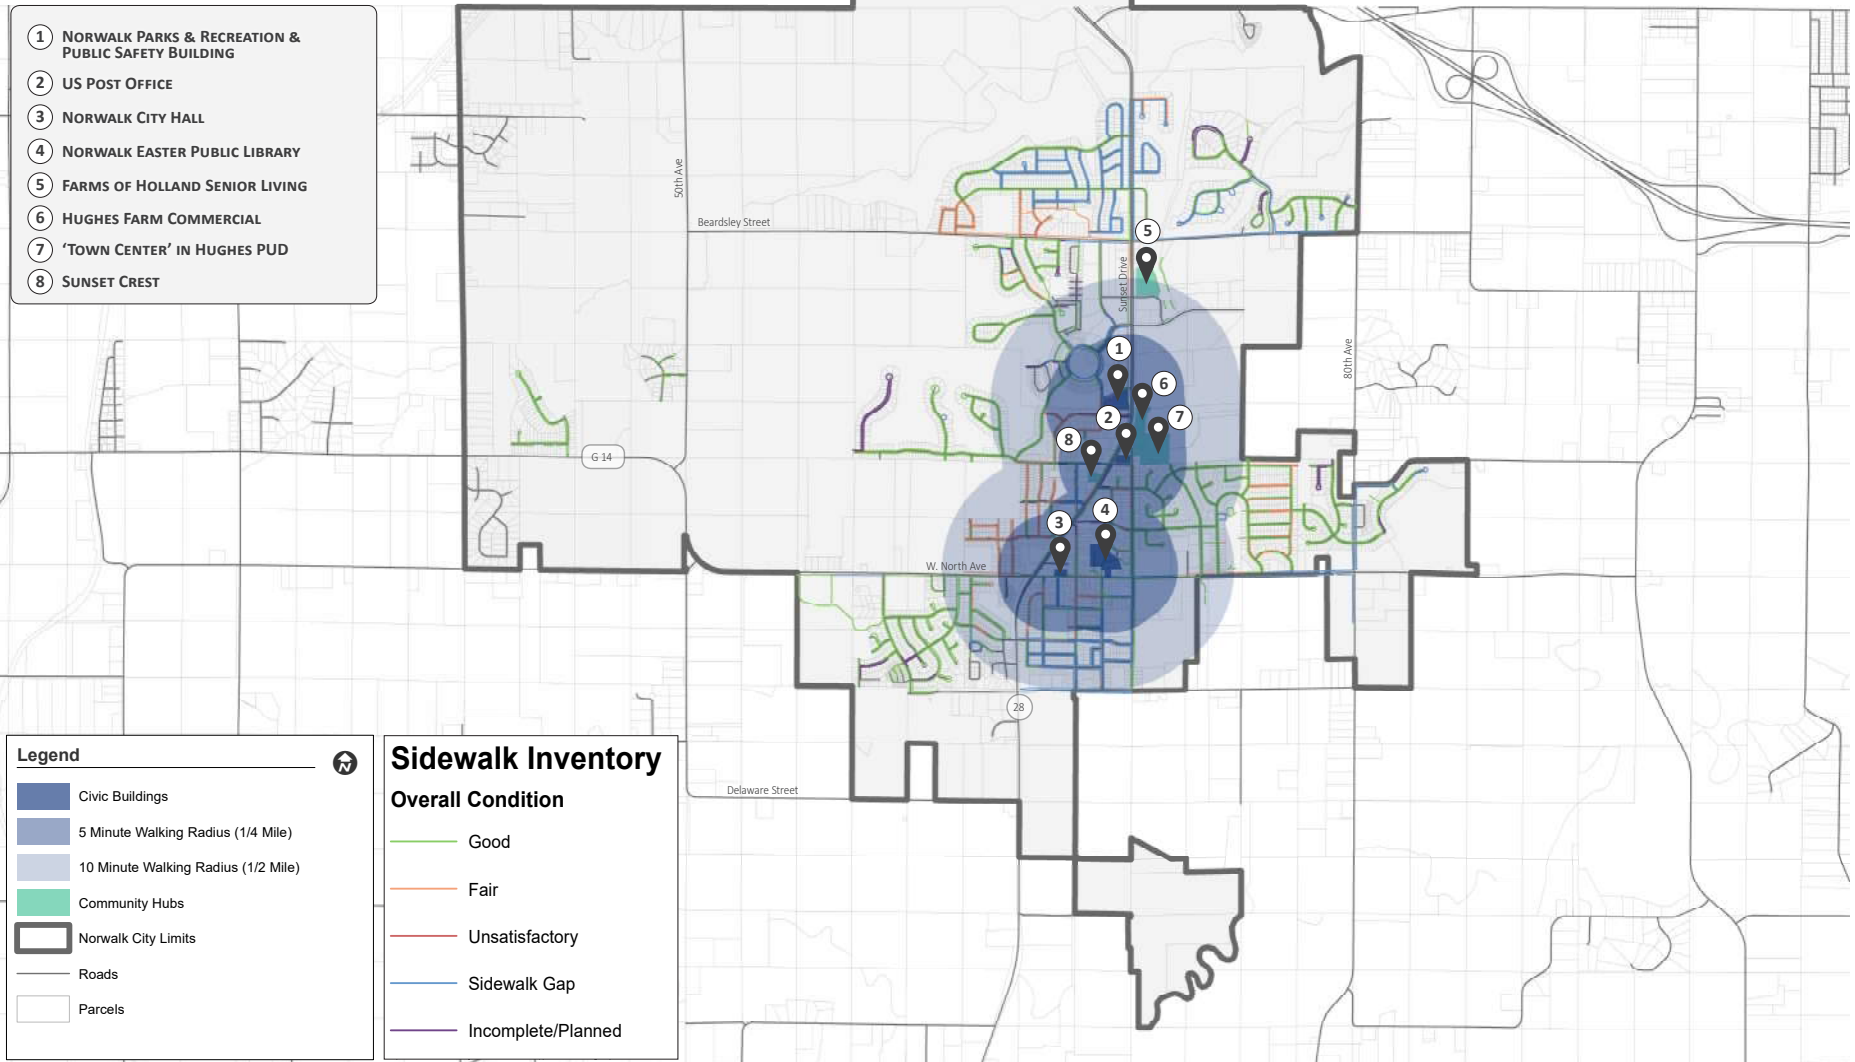 1 NORWALK PARKS & RECREATION &
PUBLIC SAFETY BUILDING
2 US POST OFFICE
3 NORWALK CITY HALL
4 NORWALK EASTER PUBLIC LIBRARY
5 FARMS OF HOLLAND SENIOR LIVING
6 HUGHES FARM COMMERCIAL
7 ‘TOWN CENTER’ IN HUGHES PUD
8 SUNSET CREST
50th Ave
Beardsley Street
5
Sunset Drive
1
80th Ave
6
2
7
8
G 14
3
4
W. North Ave
28
Delaware Street
Legend
N
Civic Buildings
5 Minute Walking Radius (1/4 Mile)
10 Minute Walking Radius (1/2 Mile)
Community Hubs
Norwalk City Limits
Roads
Parcels
Sidewalk Inventory
Overall Condition
Good
Fair
Unsatisfactory
Sidewalk Gap
Incomplete/Planned